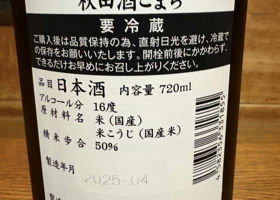 秋田酒こまち
要冷蔵
ご購入後は品質保持の為、直射日光を避け、冷蔵で
の保存をお願いいたします。開栓前後にかかわらず、
できるだけお早めにお召し上がりください。
品目 日本酒 内容量 720ml
アルコール分 16度
原材料名 米(国産)
米こうじ(国産米)
精米歩合 50%
製造年月
2025-04